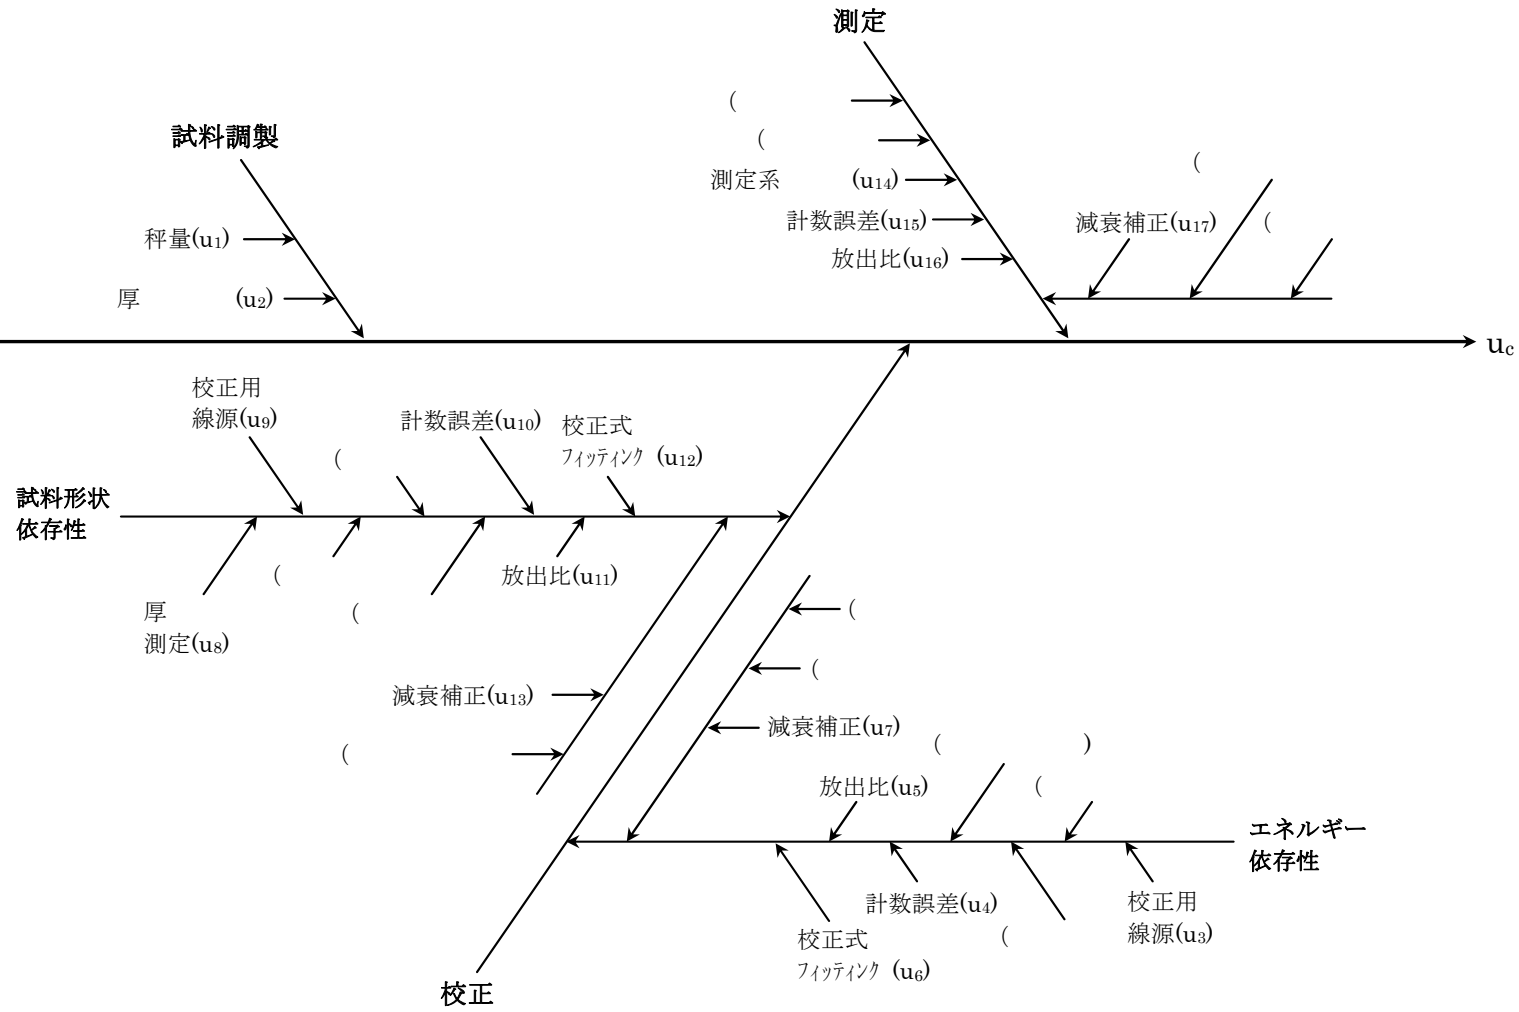 測定
(
(
測定系 (u14)
計数誤差(u15)
放出比(u16)
(
減衰補正(u17)
(
試料調製
秤量(u1)
厚 (u2)
uc
校正用
線源(u9)
(
計数誤差(u10)
校正式
フィッティンク (u12)
試料形状
依存性
(
(
放出比(u11)
厚
測定(u8)
減衰補正(u13)
(
(
(
減衰補正(u7)
( )
放出比(u5)
(
エネルギー
依存性
計数誤差(u4)
(
校正用
線源(u3)
校正式
フィッティンク (u6)
校正